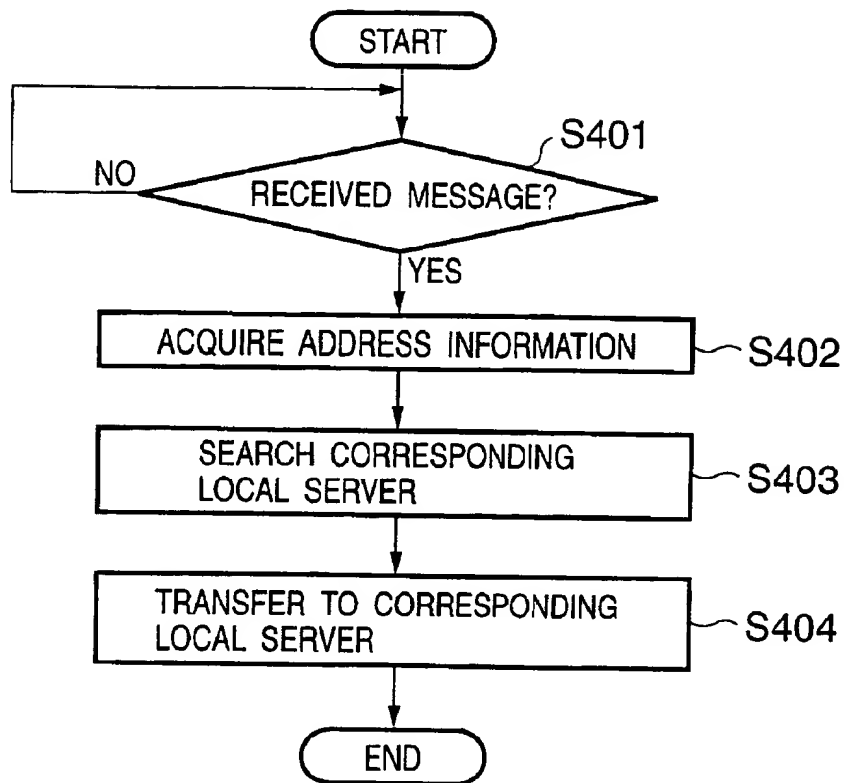 START
S401
NO
RECEIVED MESSAGE?
YES
ACQUIRE ADDRESS INFORMATION
S402
SEARCH CORRESPONDING
LOCAL SERVER
S403
TRANSFER TO CORRESPONDING
LOCAL SERVER
S404
END